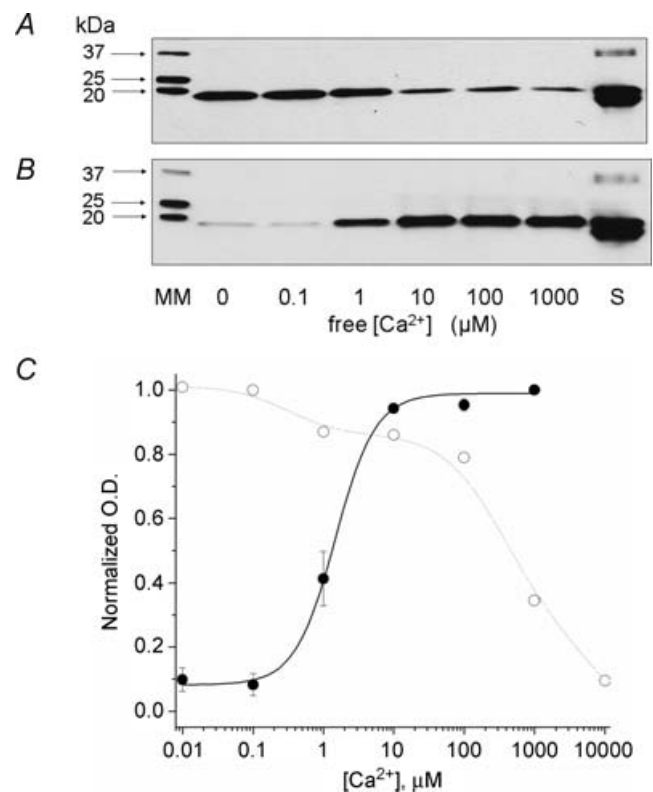 A kDa
37
25
20
B
37
25
20
MM 0 0.1 1 10 100 1000 S
free [Ca²⁺] (µM)
C
1.0
0.8
0.6
0.4
0.2
0.0
Normalized O.D.
0.01 0.1 1 10 100 1000 10000
[Ca²⁺], µM